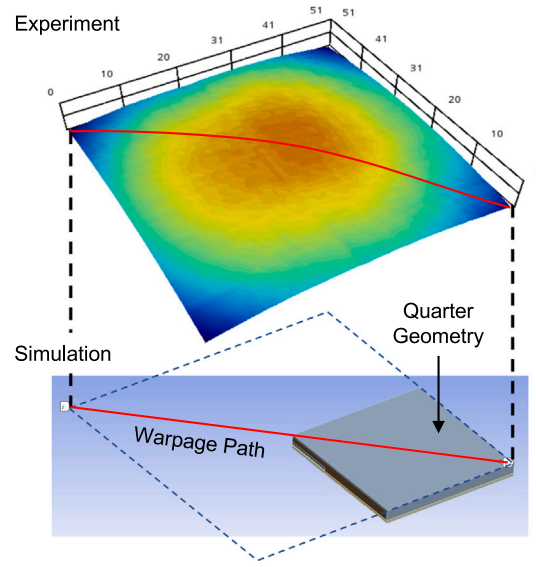 Experiment
0 10 20 31 41 51
51 41 31 20 10
Simulation
Quarter
Geometry
Warpage Path